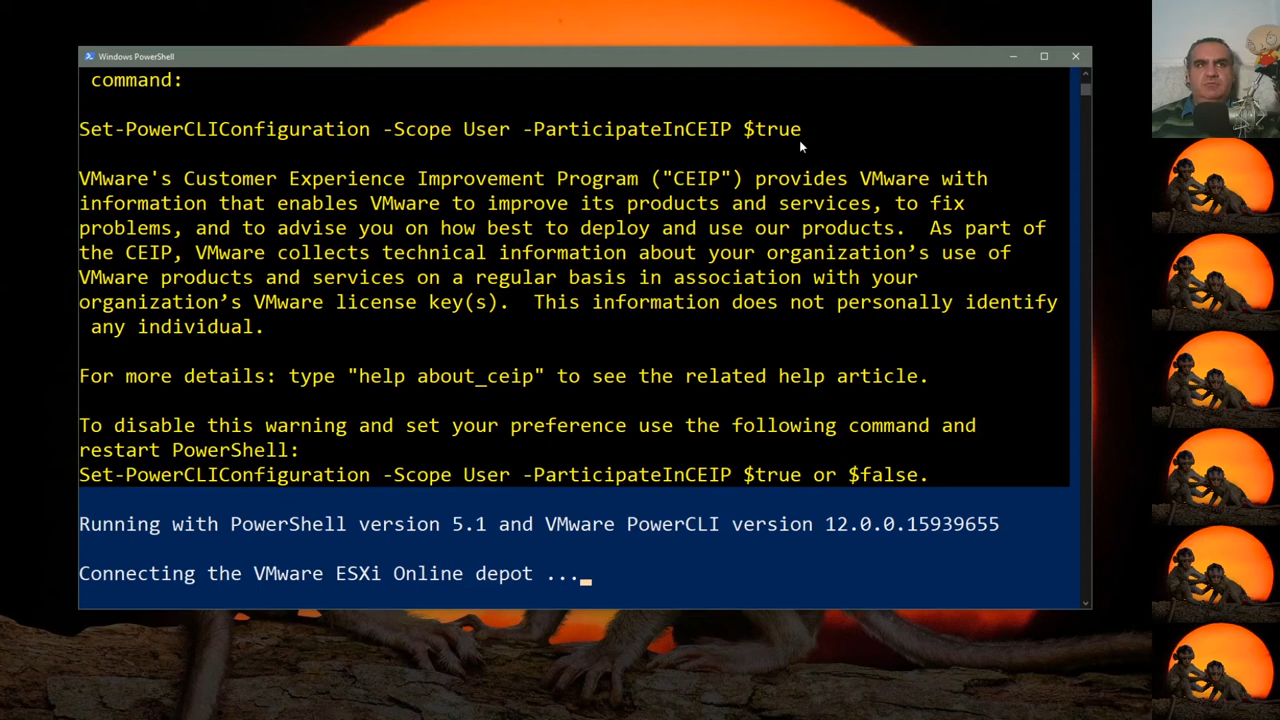 Windows PowerShell
command:
Set-PowerCLIConfiguration -Scope User -ParticipateInCEIP $true
VMware's Customer Experience Improvement Program ("CEIP") provides VMware with
information that enables VMware to improve its products and services, to fix
problems, and to advise you on how best to deploy and use our products.  As part of
the CEIP, VMware collects technical information about your organization’s use of
VMware products and services on a regular basis in association with your
organization’s VMware license key(s).  This information does not personally identify
any individual.
For more details: type "help about_ceip" to see the related help article.
To disable this warning and set your preference use the following command and
restart PowerShell:
Set-PowerCLIConfiguration -Scope User -ParticipateInCEIP $true or $false.
Running with PowerShell version 5.1 and VMware PowerCLI version 12.0.0.15939655
Connecting the VMware ESXi Online depot ...